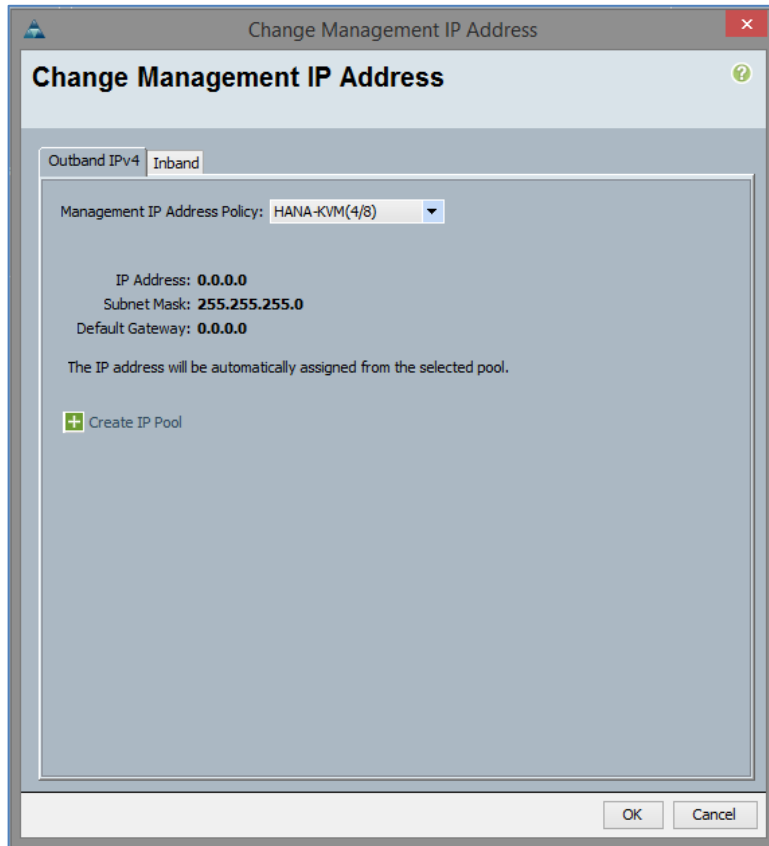 Change Management IP Address
×
Change Management IP Address
?
Outband IPv4 Inband
Management IP Address Policy: HANA-KVM(4/8)
IP Address: 0.0.0.0
Subnet Mask: 255.255.255.0
Default Gateway: 0.0.0.0
The IP address will be automatically assigned from the selected pool.
+ Create IP Pool
OK Cancel